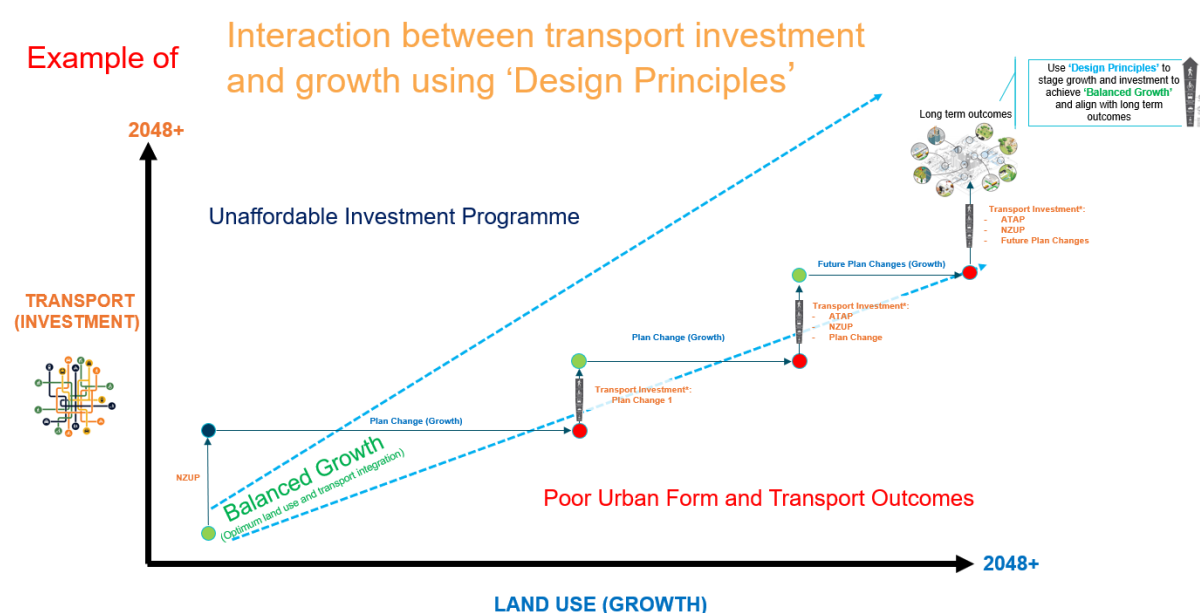 Example of
Interaction between transport investment
and growth using ‘Design Principles’
Use ‘Design Principles’ to
stage growth and investment to
achieve ‘Balanced Growth’
and align with long term
outcomes
Long term outcomes
2048+
Unaffordable Investment Programme
Transport Investment*:
- ATAP
- NZUP
- Future Plan Changes
Future Plan Changes (Growth)
TRANSPORT
(INVESTMENT)
Transport Investment*:
- ATAP
- NZUP
- Plan Change
Plan Change (Growth)
Transport Investment*:
Plan Change 1
Plan Change (Growth)
NZUP
Balanced Growth
(Optimum land use and transport integration)
Poor Urban Form and Transport Outcomes
2048+
LAND USE (GROWTH)